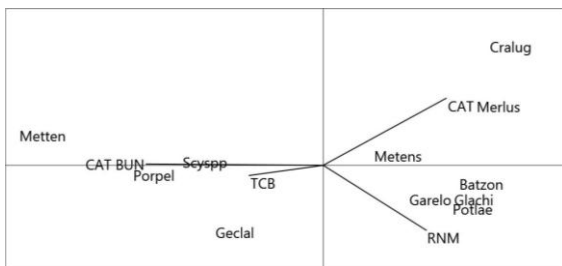 Cralug
CAT Merlus
Metten
Metens
CAT BUN
Scyspp
Porpel
TCB
Batzon
Garelo Glachi
Potlae
Geclal
RNM